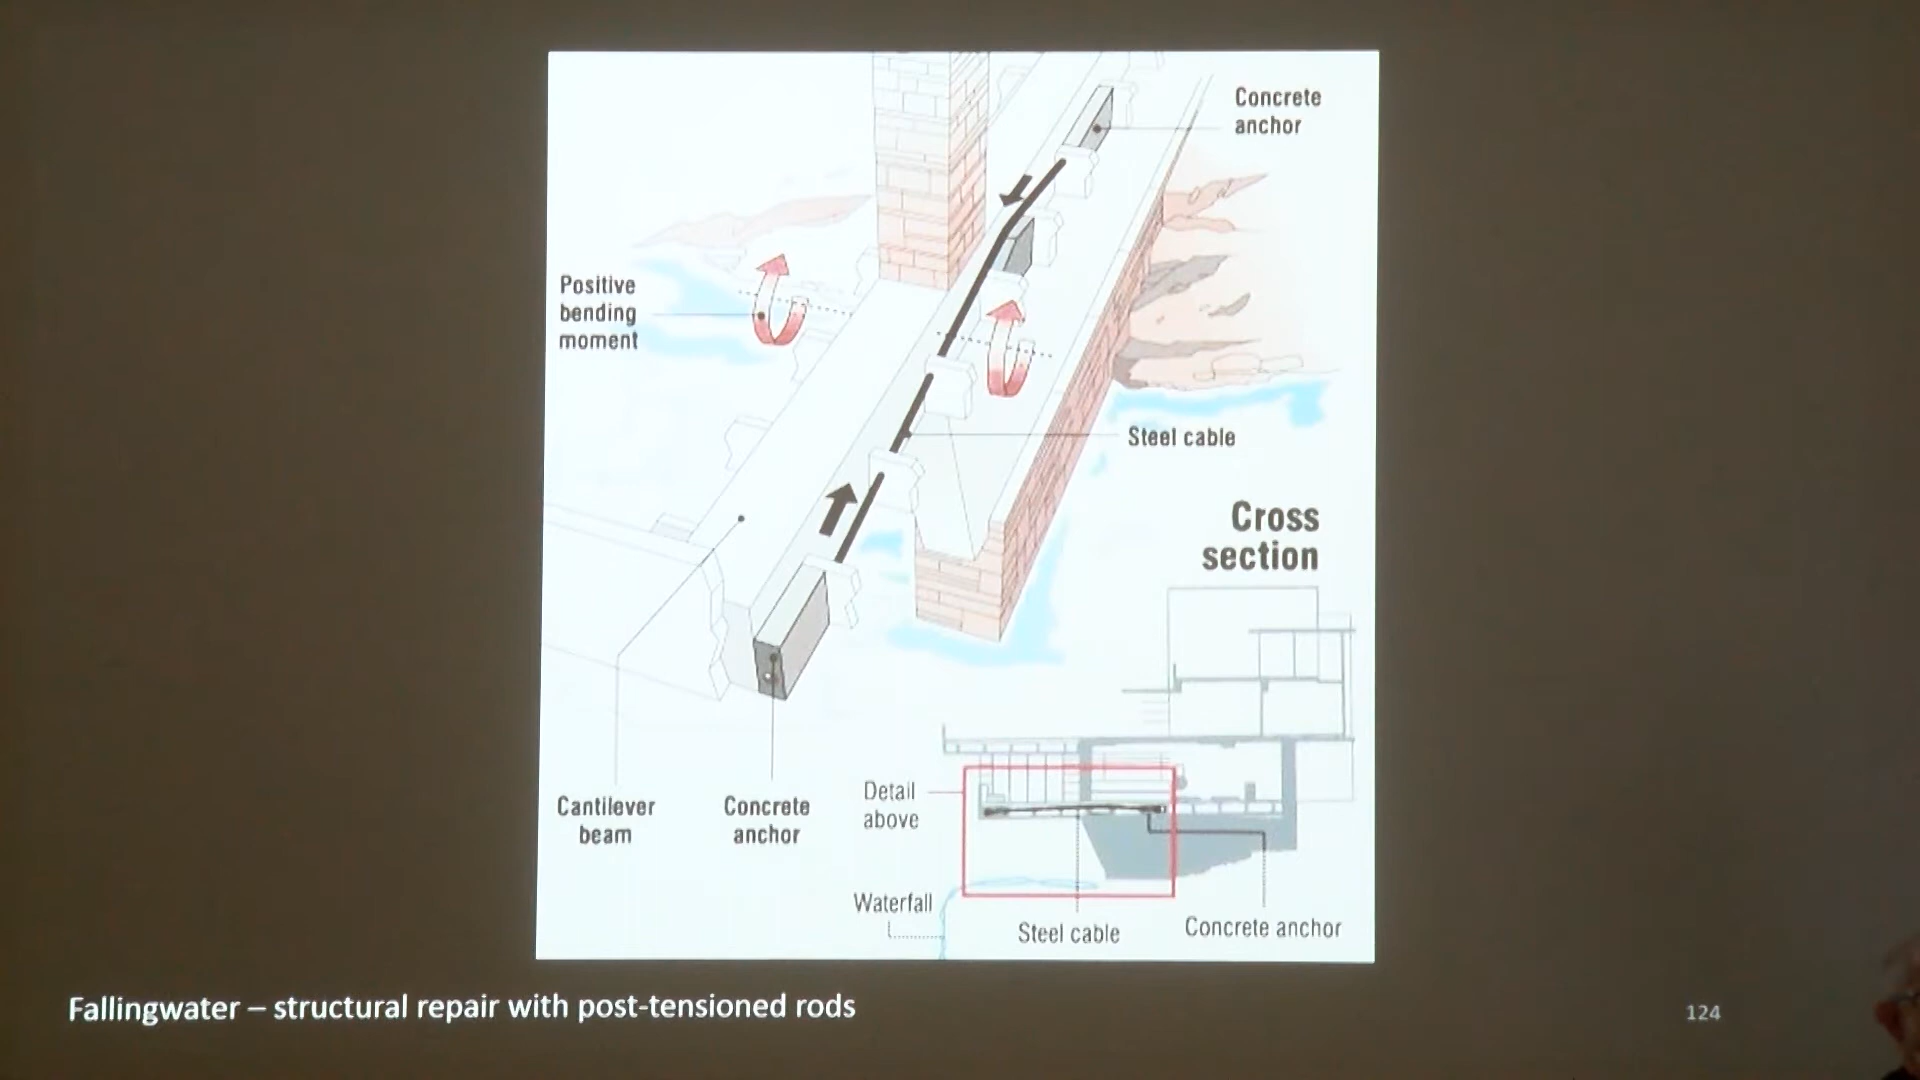 Concrete
anchor
Positive
bending
moment
Steel cable
Cross
section
Cantilever
beam
Concrete
anchor
Detail
above
Waterfall
Steel cable
Concrete anchor
Fallingwater – structural repair with post-tensioned rods
124